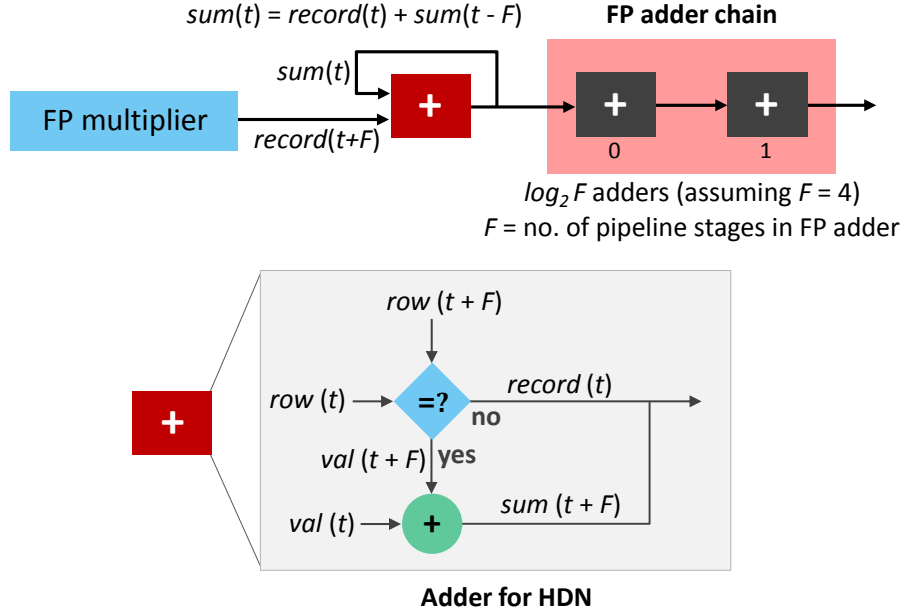 sum(t) = record(t) + sum(t - F)
FP adder chain
sum(t)
+
+
+
FP multiplier
record(t+F)
0
1
log₂ F adders (assuming F = 4)
F = no. of pipeline stages in FP adder
row (t + F)
+
row (t)
=?
record (t)
no
val (t + F)
yes
val (t)
+
sum (t + F)
Adder for HDN